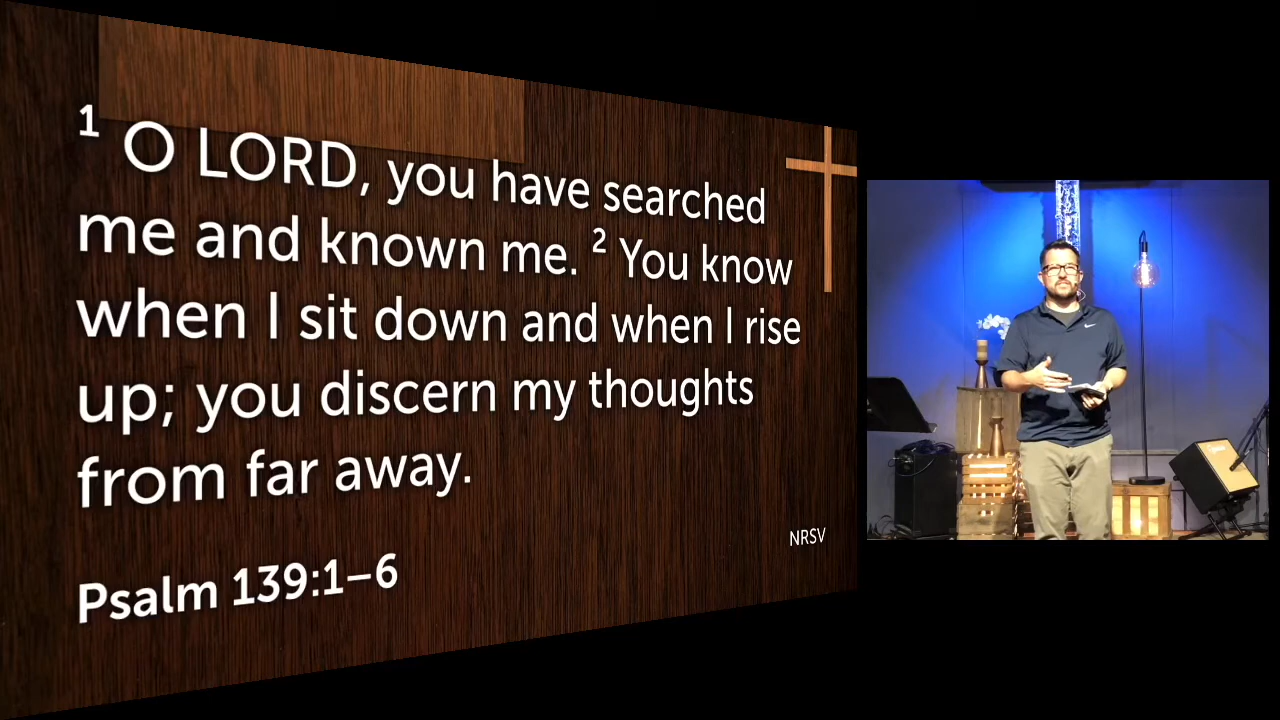 ¹ O LORD, you have searched
me and known me. ² You know
when I sit down and when I rise
up; you discern my thoughts
from far away.
NRSV
Psalm 139:1–6